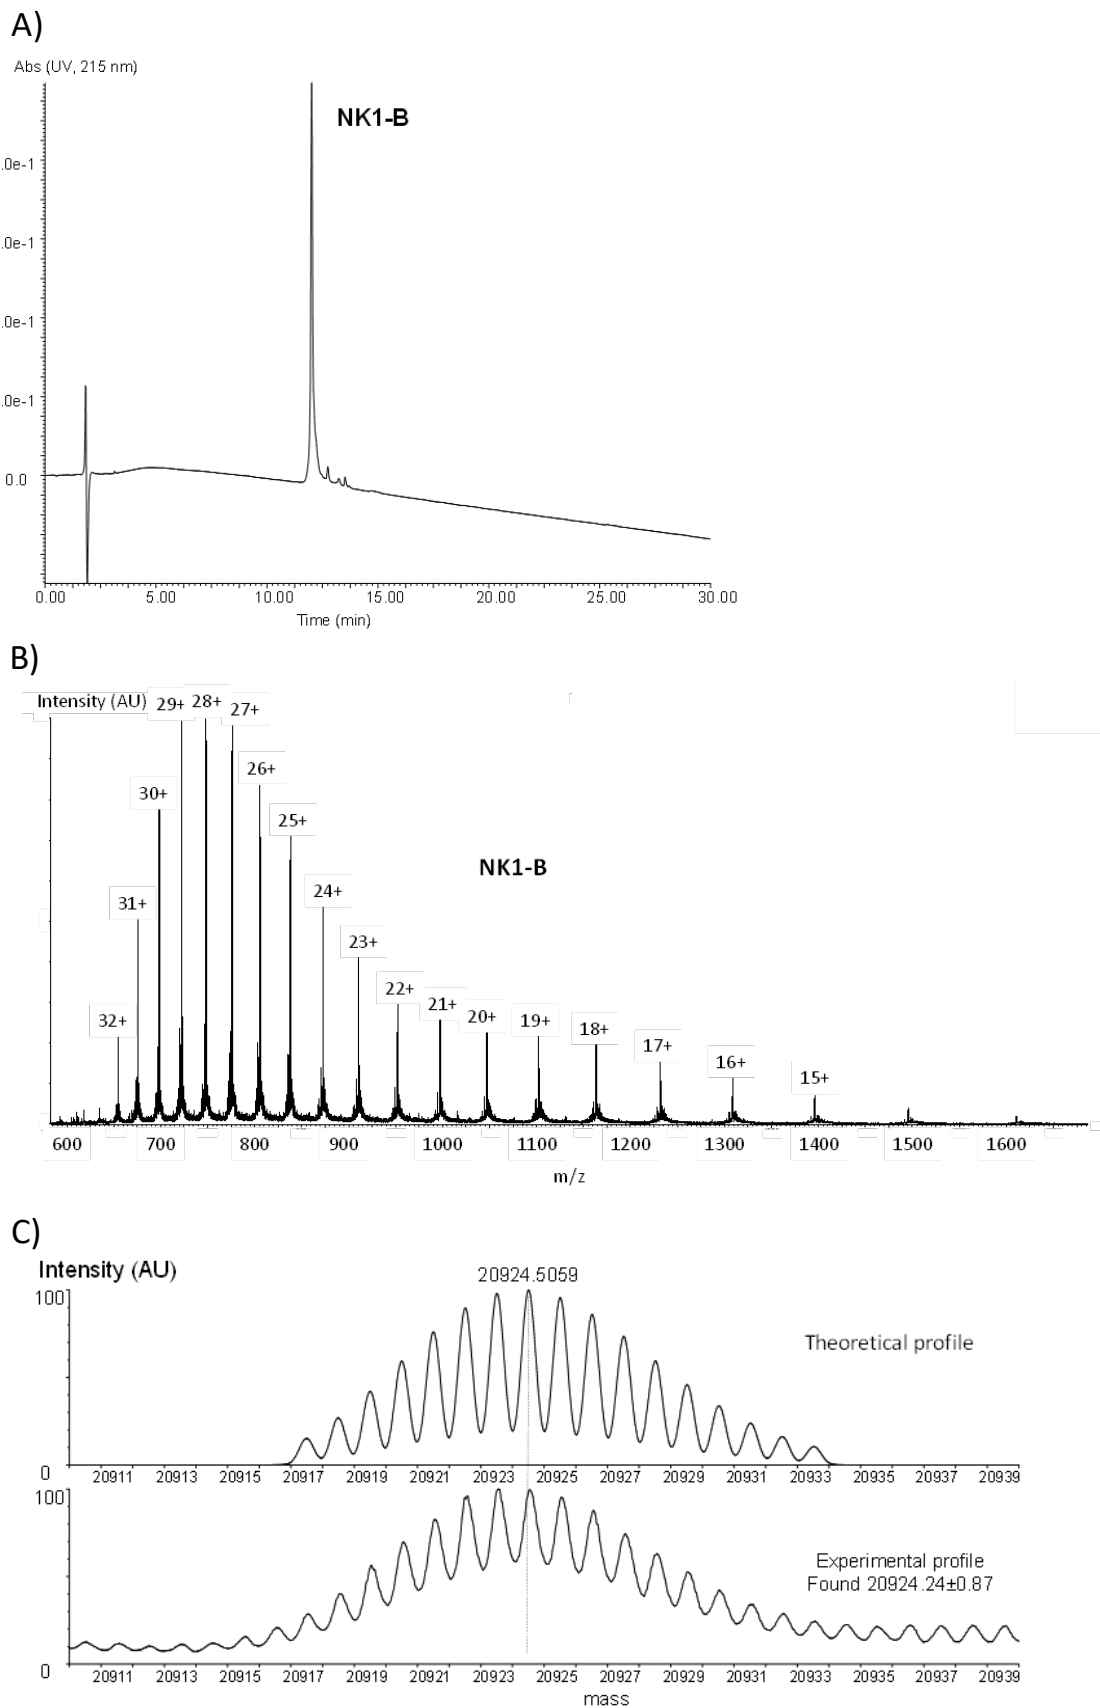 A)
Abs (UV, 215 nm)
NK1-B
.0e-1
.0e-1
.0e-1
.0e-1
0.0
0.00 5.00 10.00 15.00 20.00 25.00 30.00
Time (min)
B)
Intensity (AU)
29+ 28+ 27+
26+
30+
25+
24+
NK1-B
31+
23+
22+
21+
20+
32+
19+
18+
17+
16+
15+
600 700 800 900 1000 1100 1200 1300 1400 1500 1600
m/z
C)
Intensity (AU)
20924.5059
100
Theoretical profile
0
20911 20913 20915 20917 20919 20921 20923 20925 20927 20929 20931 20933 20935 20937 20939
100
Experimental profile
Found 20924.24±0.87
0
20911 20913 20915 20917 20919 20921 20923 20925 20927 20929 20931 20933 20935 20937 20939
mass